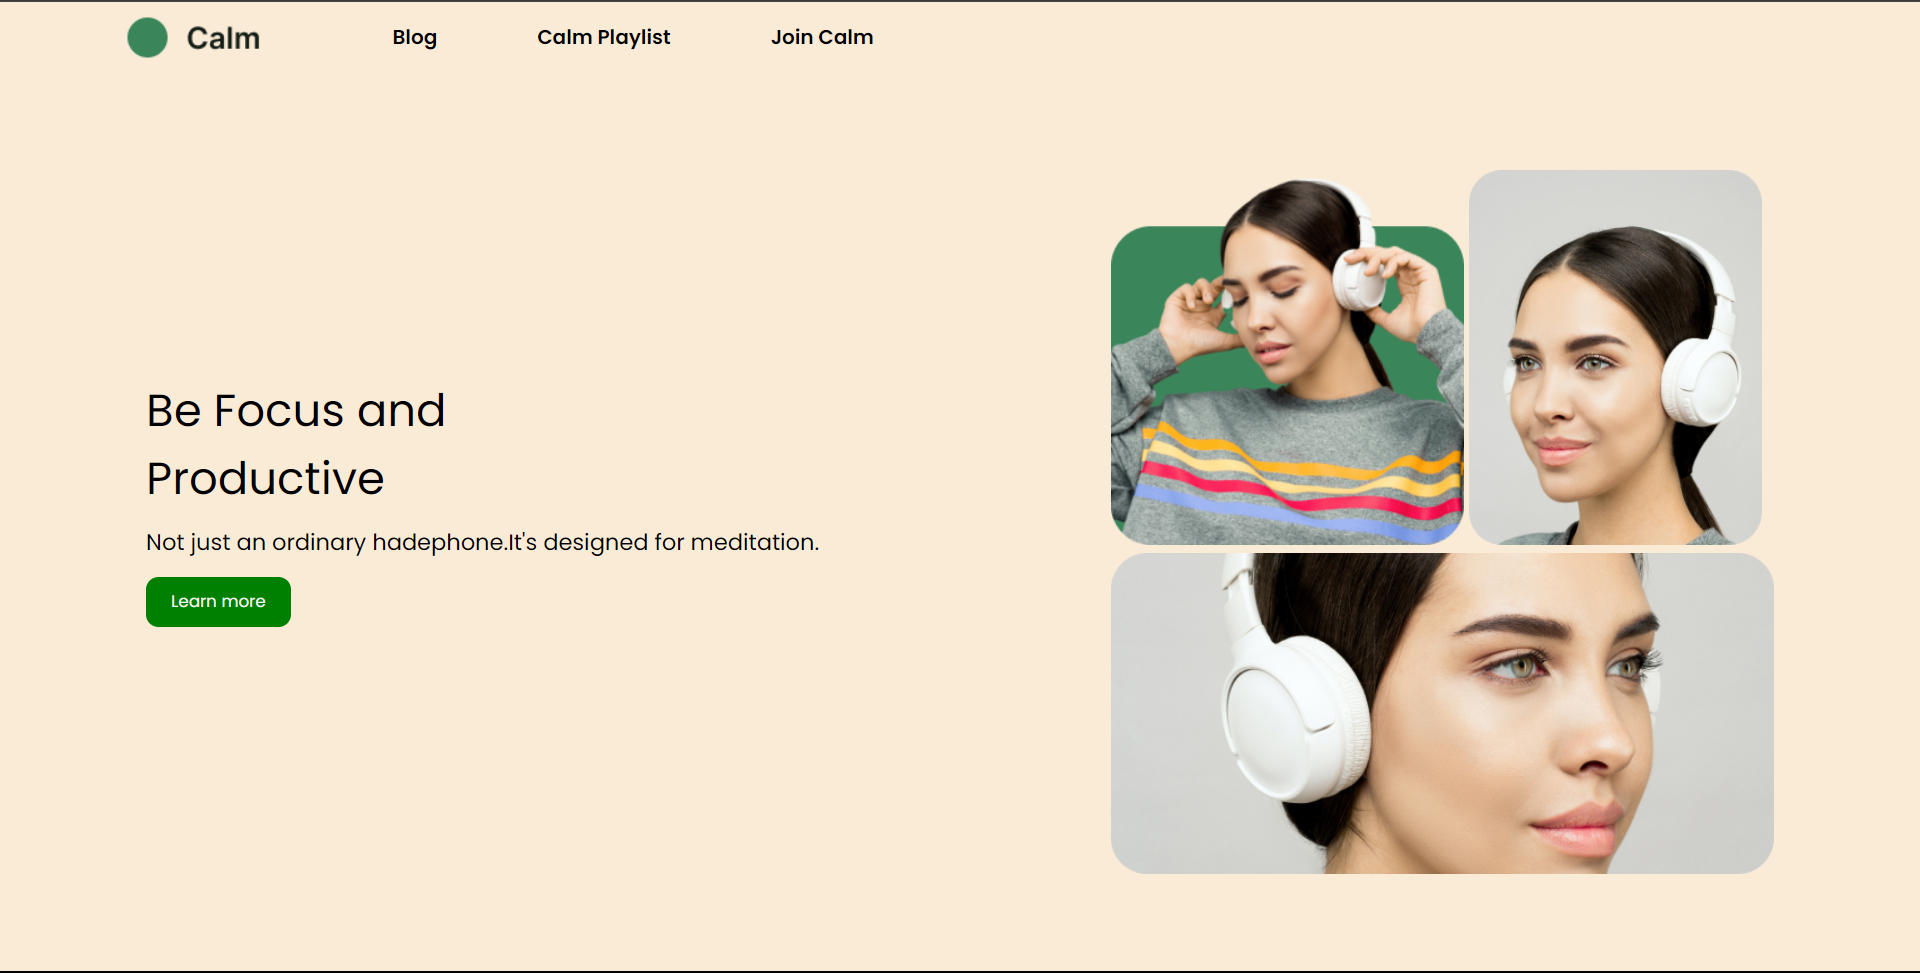 Calm
Blog
Calm Playlist
Join Calm
Be Focus and
Productive
Not just an ordinary hadephone.It's designed for meditation.
Learn more